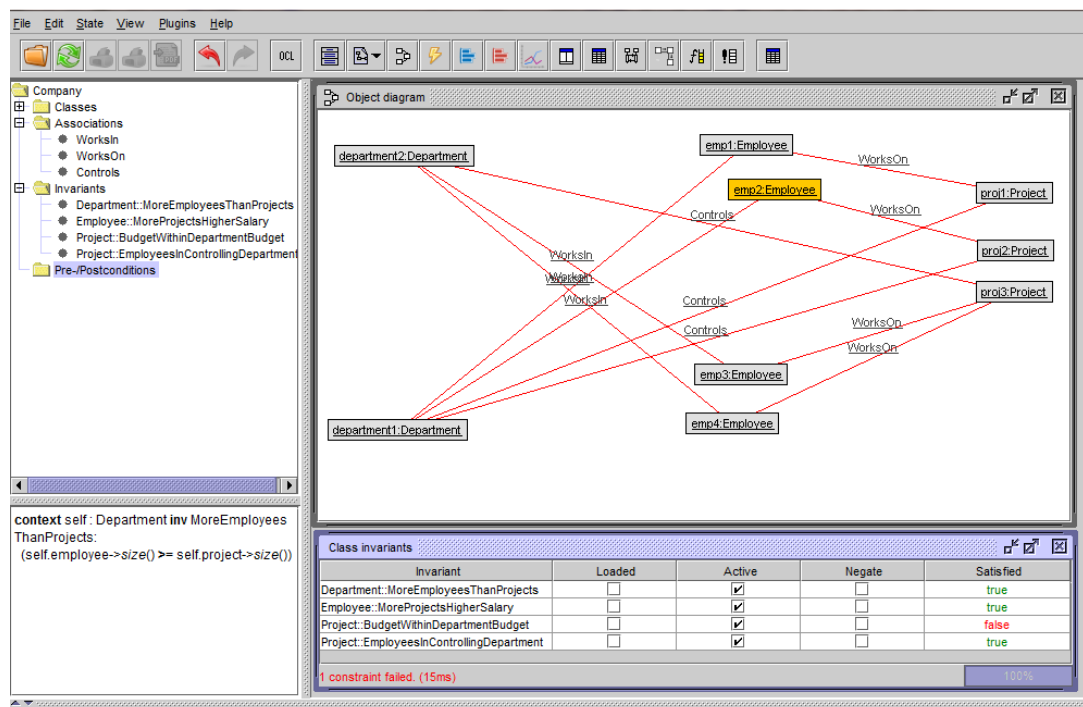 File Edit State View Plugins Help
OCL
Company
Classes
Associations
WorksIn
WorksOn
Controls
Invariants
Department::MoreEmployeesThanProjects
Employee::MoreProjectsHigherSalary
Project::BudgetWithinDepartmentBudget
Project::EmployeesInControllingDepartment
Pre-/Postconditions
context self : Department inv MoreEmployees
ThanProjects:
(self.employee->size() >= self.project->size())
Object diagram
department2:Department
emp1:Employee
WorksOn
emp2:Employee
proj1:Project
Controls
WorksOn
proj2:Project
WorksIn
WorksIn
WorksIn
proj3:Project
Controls
WorksOn
Controls
WorksOn
emp3:Employee
emp4:Employee
department1:Department
Class invariants
Invariant Loaded Active Negate Satisfied
Department::MoreEmployeesThanProjects true
Employee::MoreProjectsHigherSalary true
Project::BudgetWithinDepartmentBudget false
Project::EmployeesInControllingDepartment true
1 constraint failed. (15ms) 100%